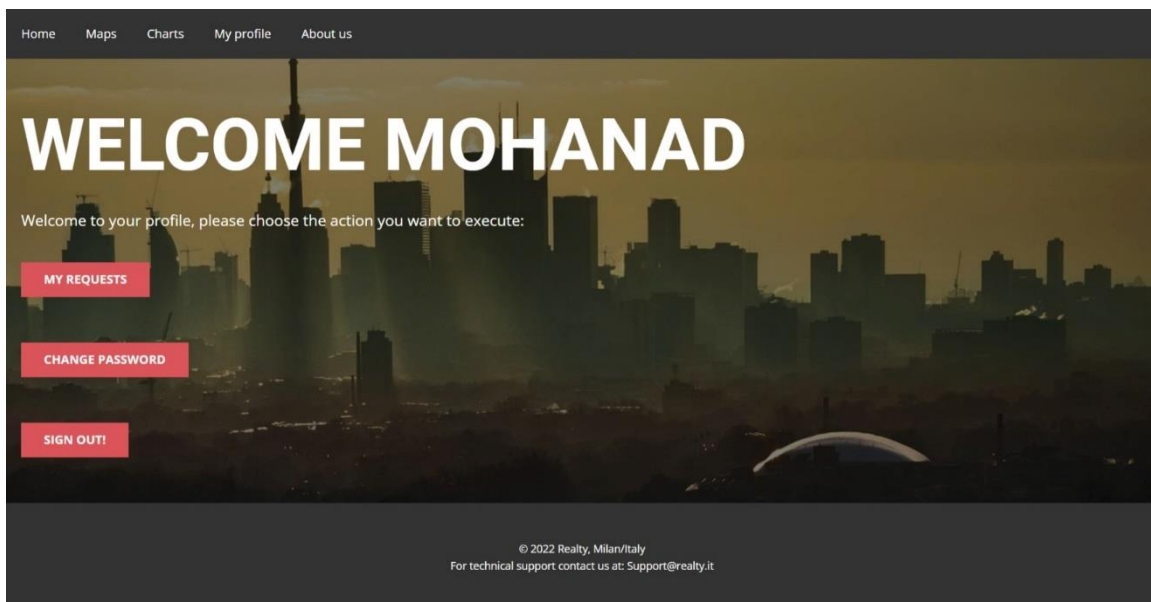 Home Maps Charts My profile About us
WELCOME MOHANAD
Welcome to your profile, please choose the action you want to execute:
MY REQUESTS
CHANGE PASSWORD
SIGN OUT!
© 2022 Realty, Milan/Italy
For technical support contact us at: Support@realty.it